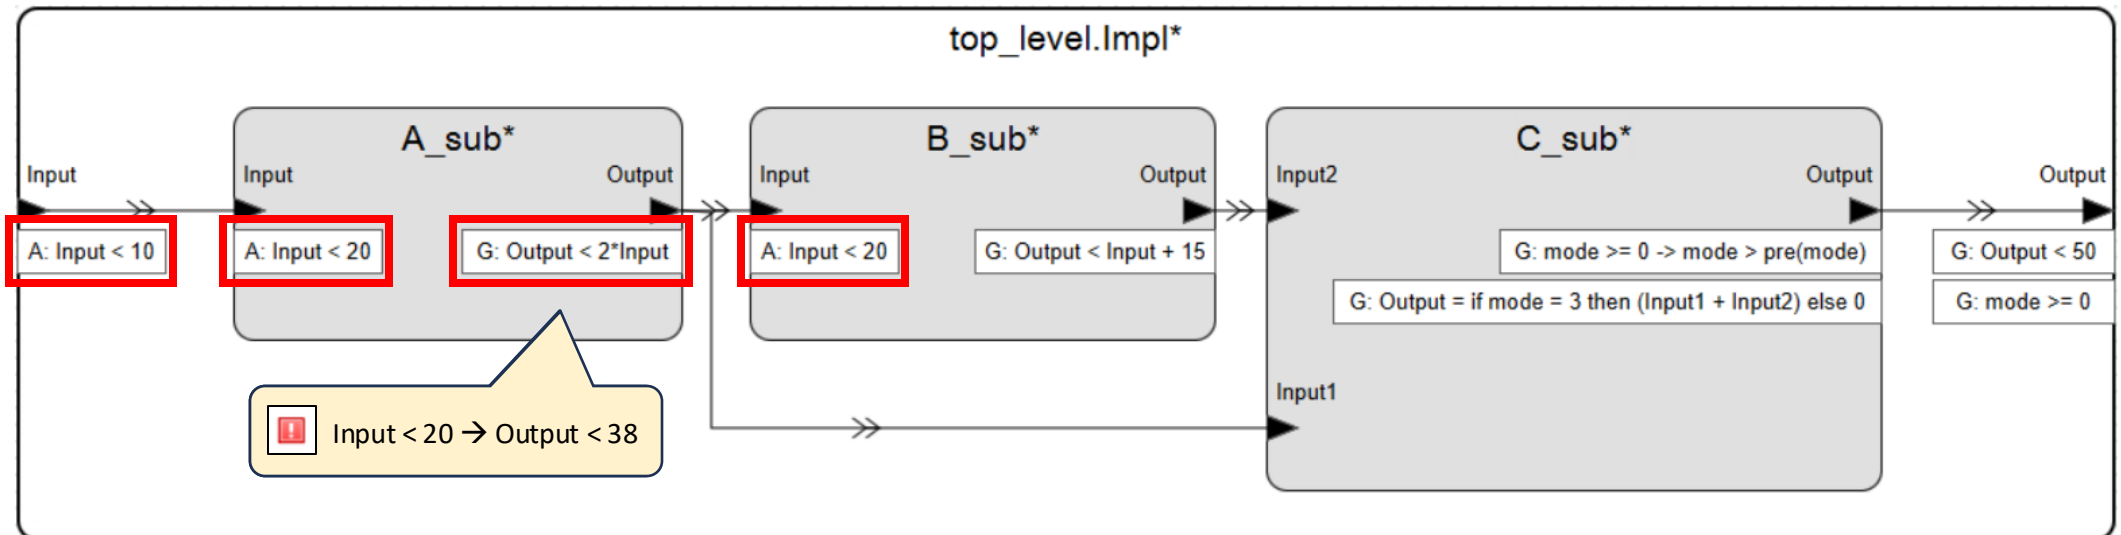 top_level.Impl*
A_sub*
B_sub*
C_sub*
Input
Input
Output
Input
Output
Input2
Output
Output
A: Input < 10
A: Input < 20
G: Output < 2*Input
A: Input < 20
G: Output < Input + 15
G: mode >= 0 -> mode > pre(mode)
G: Output < 50
G: Output = if mode = 3 then (Input1 + Input2) else 0
G: mode >= 0
Input1
! Input < 20 → Output < 38